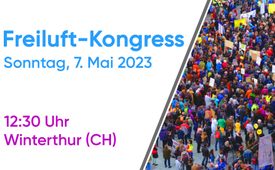 Freiluft-Kongress
Sonntag, 7. Mai 2023
12:30 Uhr
Winterthur (CH)